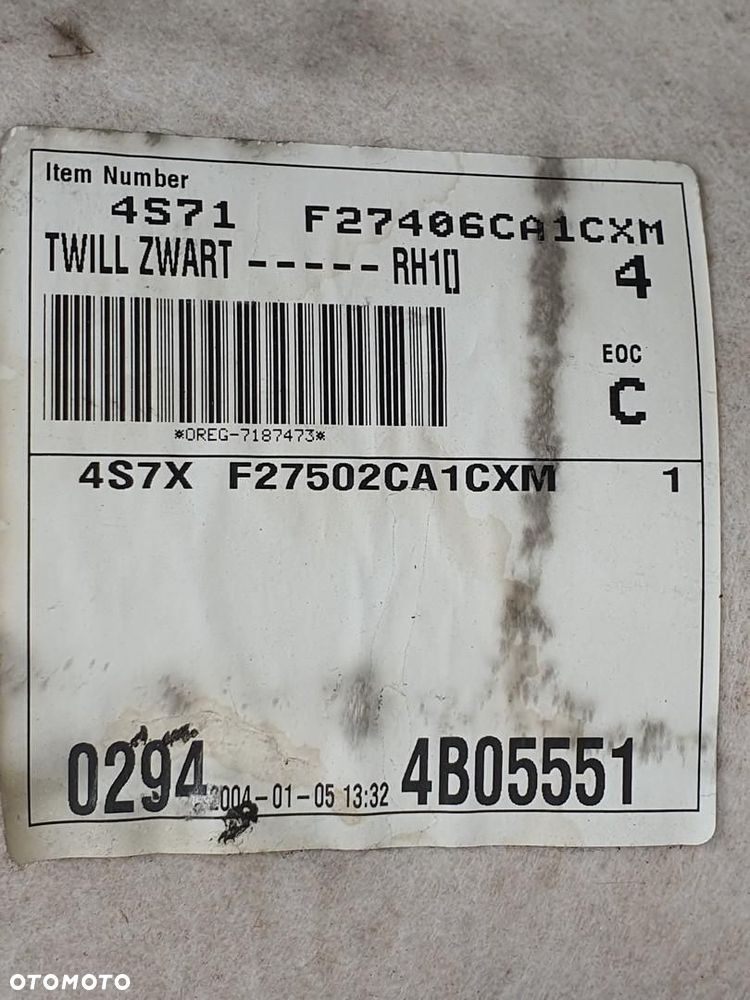 Item Number
4S71 F27406CA1CXM
TWILL ZWART ----- RH1[] 4
EOC
C
*OREG-7187473*
4S7X F27502CA1CXM 1
0294 2004-01-05 13:32 4B05551
OTOMOTO